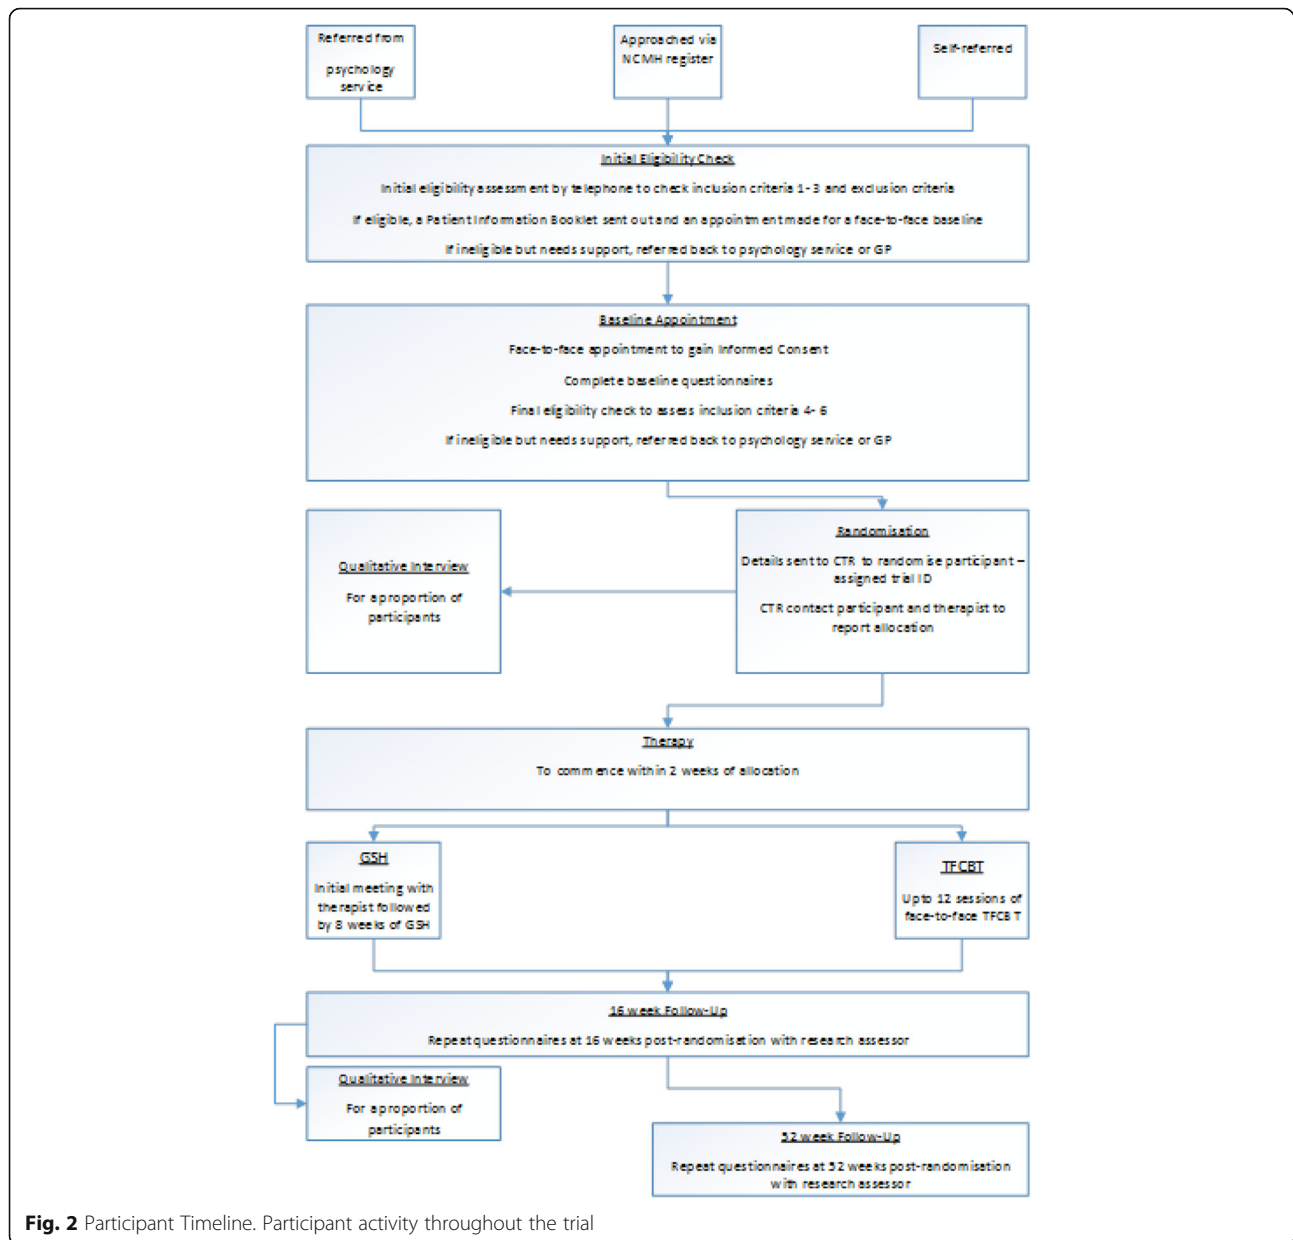 Referred from
psychology
service
Approached via
NCMH register
Self-referred
Initial Eligibility Check
Initial eligibility assessment by telephone to check inclusion criteria 1- 3 and exclusion criteria
If eligible, a Patient Information Booklet sent out and an appointment made for a face-to-face baseline
If ineligible but needs support, referred back to psychology service or GP
Baseline Appointment
Face-to-face appointment to gain Informed Consent
Complete baseline questionnaires
Final eligibility check to assess inclusion criteria 4- 6
If ineligible but needs support, referred back to psychology service or GP
Qualitative Interview
For a proportion of
participants
Randomisation
Details sent to CTR to randomise participant –
assigned trial ID
CTR contact participant and therapist to
report allocation
Therapy
To commence within 2 weeks of allocation
GSH
Initial meeting with
therapist followed
by 8 weeks of GSH
TFCBT
Up to 12 sessions of
face-to-face TFCBT
16 week Follow-Up
Repeat questionnaires at 16 weeks post-randomisation with research assessor
Qualitative Interview
For a proportion of
participants
52 week Follow-Up
Repeat questionnaires at 52 weeks post-randomisation
with research assessor
Fig. 2 Participant Timeline. Participant activity throughout the trial